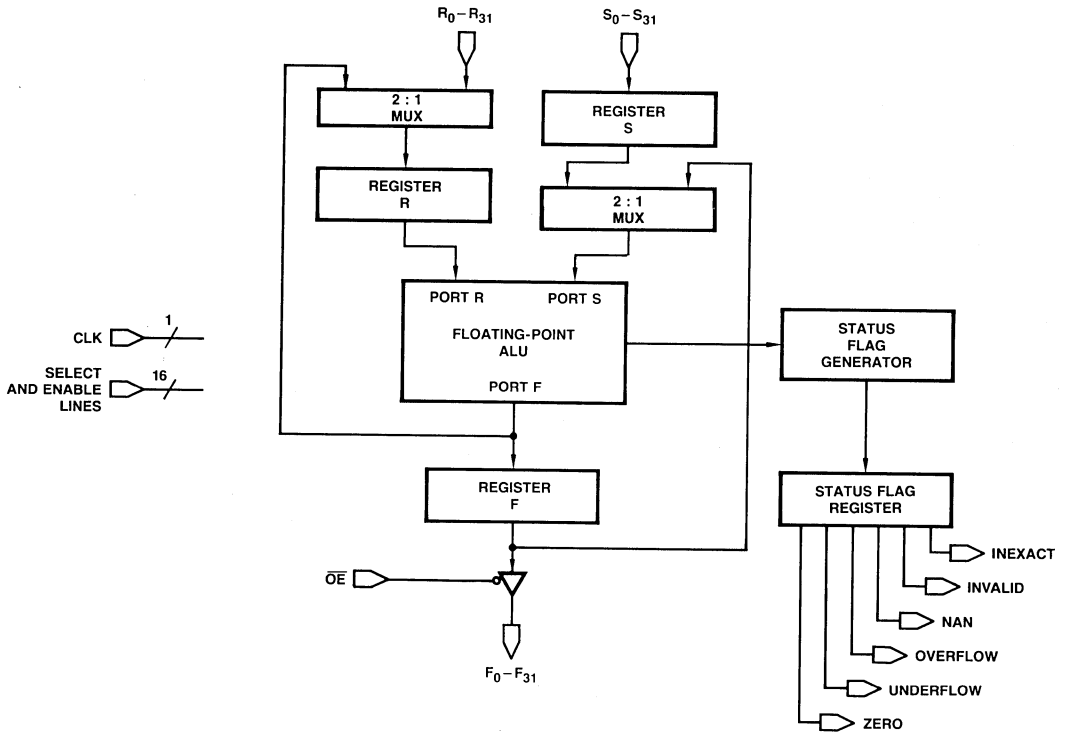 R0–R31
S0–S31
2 : 1
MUX
REGISTER
S
REGISTER
R
2 : 1
MUX
PORT R
PORT S
FLOATING-POINT
ALU
PORT F
CLK
1
SELECT
AND ENABLE
LINES
16
STATUS
FLAG
GENERATOR
REGISTER
F
STATUS FLAG
REGISTER
OE
F0–F31
INEXACT
INVALID
NAN
OVERFLOW
UNDERFLOW
ZERO